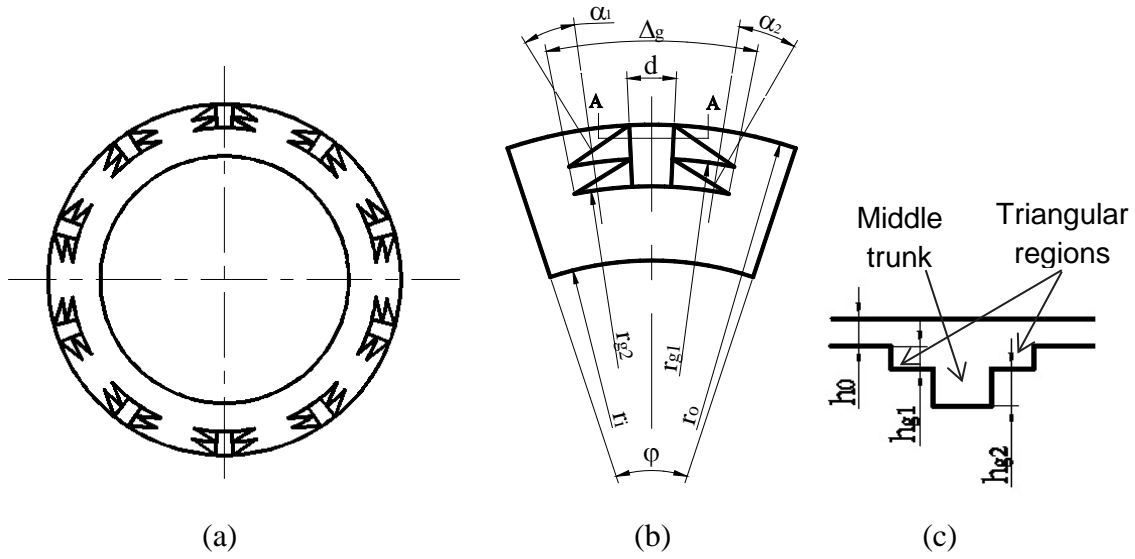 α1
Δg
α2
d
A
A
rg2
rg1
ri
ro
φ
Middle
trunk
Triangular
regions
h0
hg1
hg2
(a)
(b)
(c)